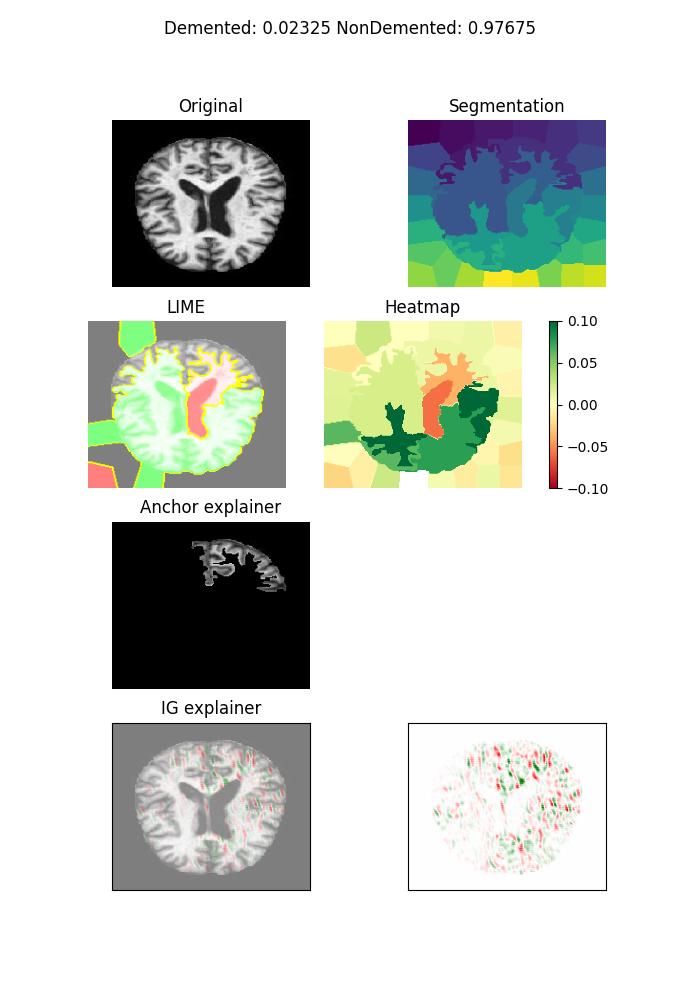 Demented: 0.02325 NonDemented: 0.97675
Original
Segmentation
LIME
Heatmap
0.10
0.05
0.00
−0.05
−0.10
Anchor explainer
IG explainer